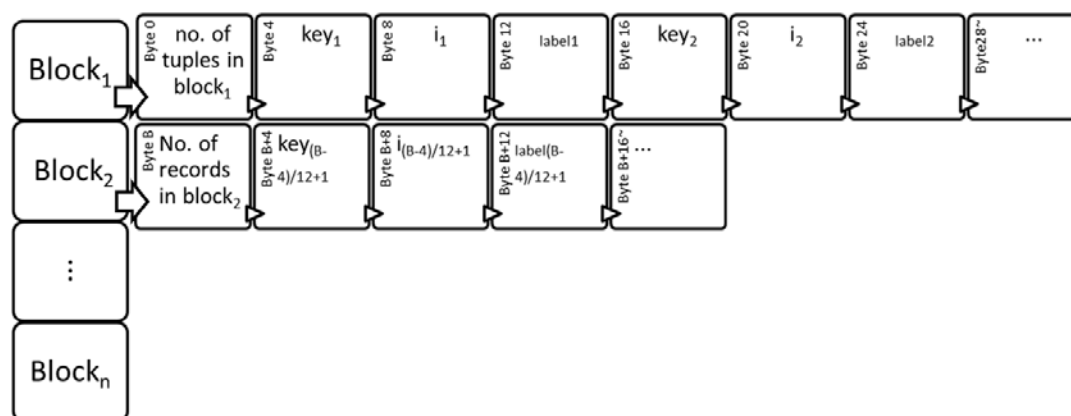 Block₁
Byte 0
no. of
tuples in
block₁
Byte 4
key₁
Byte 8
i₁
Byte 12
label1
Byte 16
key₂
Byte 20
i₂
Byte 24
label2
Byte28~
...
Block₂
Byte B
No. of
records
in block₂
Byte B+4
key(B-
4)/12+1
Byte B+8
i(B-4)/12+1
Byte B+12
label(B-
4)/12+1
Byte B+16~
...
⋮
Blockₙ